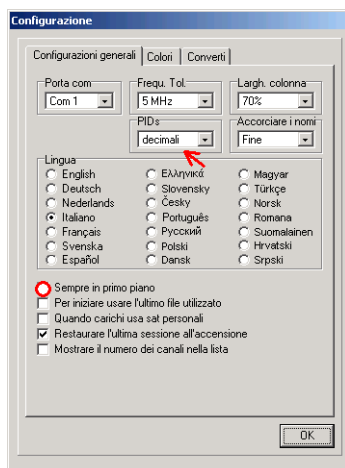 Configurazione
Configurazioni generali Colori Converti
Porta com Frequ. Tol. Largh. colonna
Com 1 5 MHz 70%
PIDs Accorciare i nomi
decimali Fine
Lingua
English Ελληνικά Magyar
Deutsch Slovensky Türkçe
Nederlands Česky Norsk
Italiano Português Romana
Français Русский Suomalainen
Svenska Polski Hrvatski
Español Dansk Srpski
Sempre in primo piano
Per iniziare usare l'ultimo file utilizzato
Quando carichi usa sat personali
Restaurare l'ultima sessione all'accensione
Mostrare il numero dei canali nella lista
OK